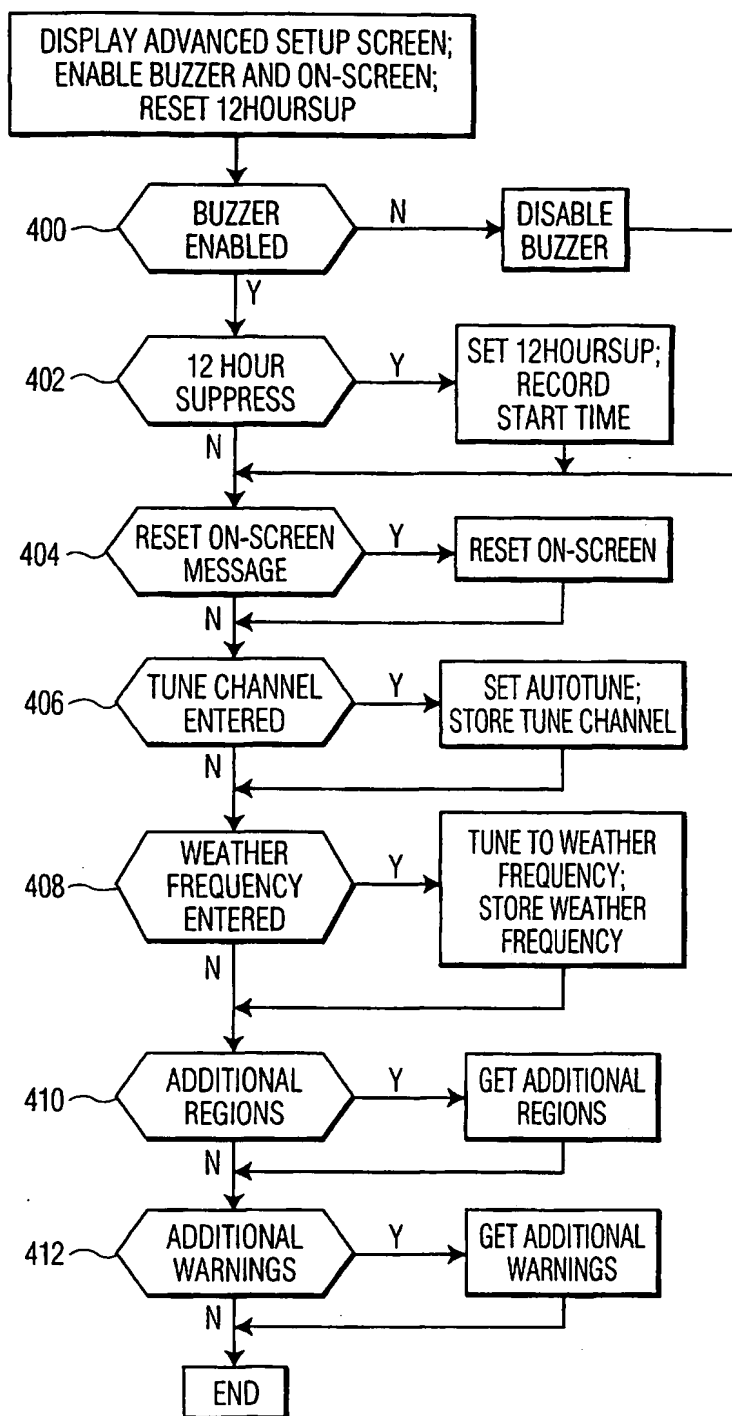 DISPLAY ADVANCED SETUP SCREEN;
ENABLE BUZZER AND ON-SCREEN;
RESET 12HOURSUP
400
BUZZER
ENABLED
N
DISABLE
BUZZER
Y
402
12 HOUR
SUPPRESS
Y
SET 12HOURSUP;
RECORD
START TIME
N
404
RESET ON-SCREEN
MESSAGE
Y
RESET ON-SCREEN
N
406
TUNE CHANNEL
ENTERED
Y
SET AUTOTUNE;
STORE TUNE CHANNEL
N
408
WEATHER
FREQUENCY
ENTERED
Y
TUNE TO WEATHER
FREQUENCY;
STORE WEATHER
FREQUENCY
N
410
ADDITIONAL
REGIONS
Y
GET ADDITIONAL
REGIONS
N
412
ADDITIONAL
WARNINGS
Y
GET ADDITIONAL
WARNINGS
N
END